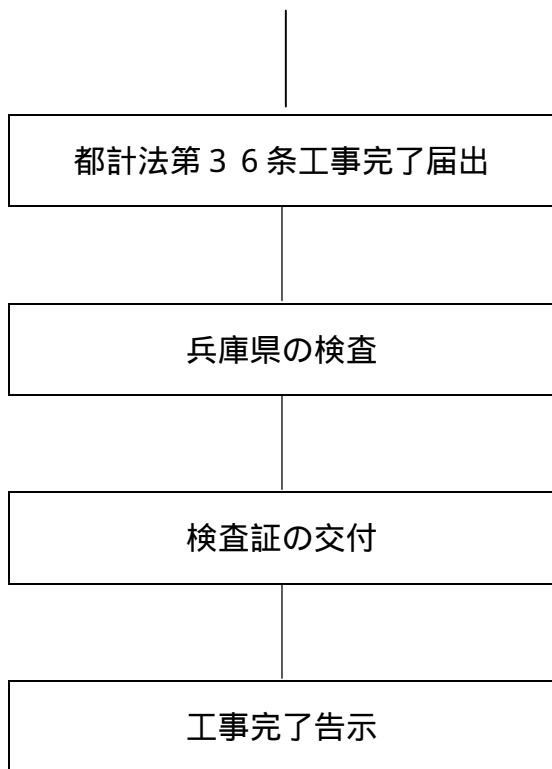 都計法第３６条工事完了届出
兵庫県の検査
検査証の交付
工事完了告示